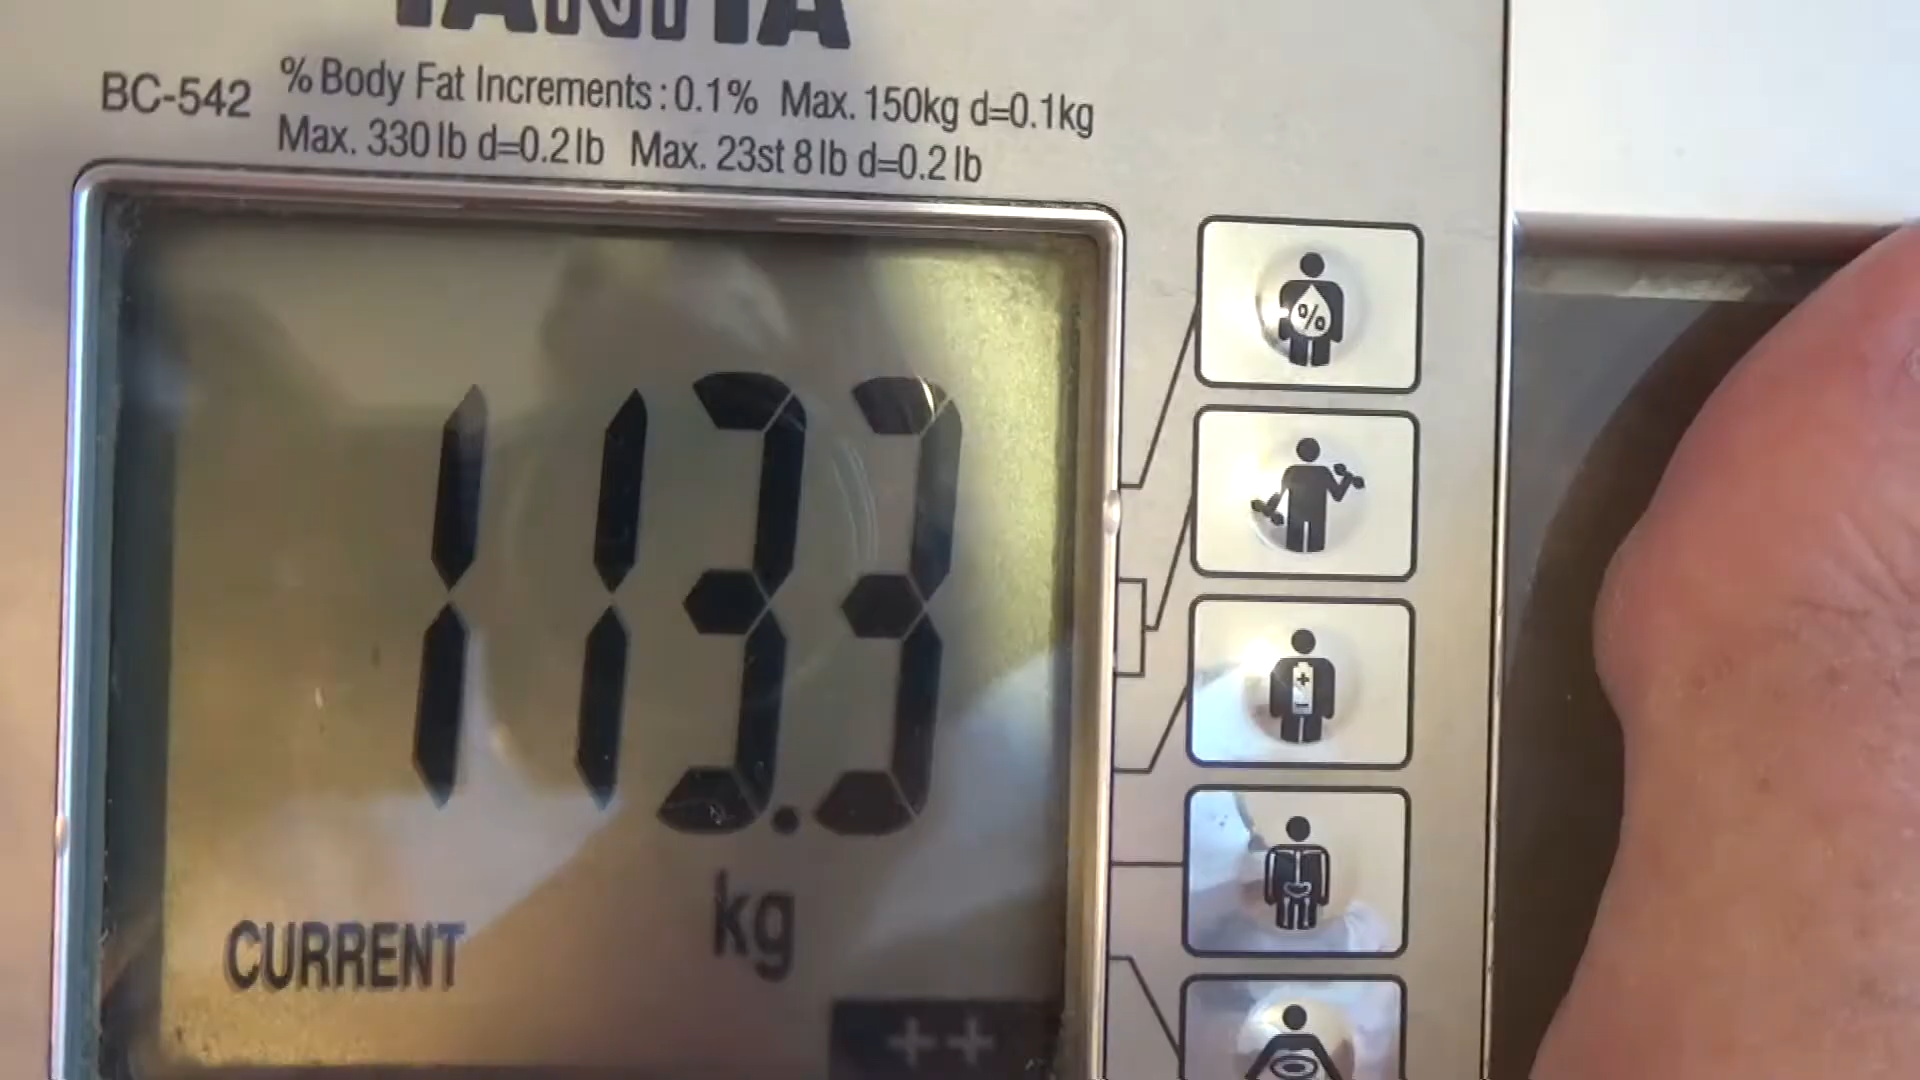 TANITA
BC-542
% Body Fat Increments: 0.1% Max. 150kg d=0.1kg
Max. 330 lb d=0.2 lb Max. 23st 8 lb d=0.2 lb
%
113.3
kg
CURRENT
++